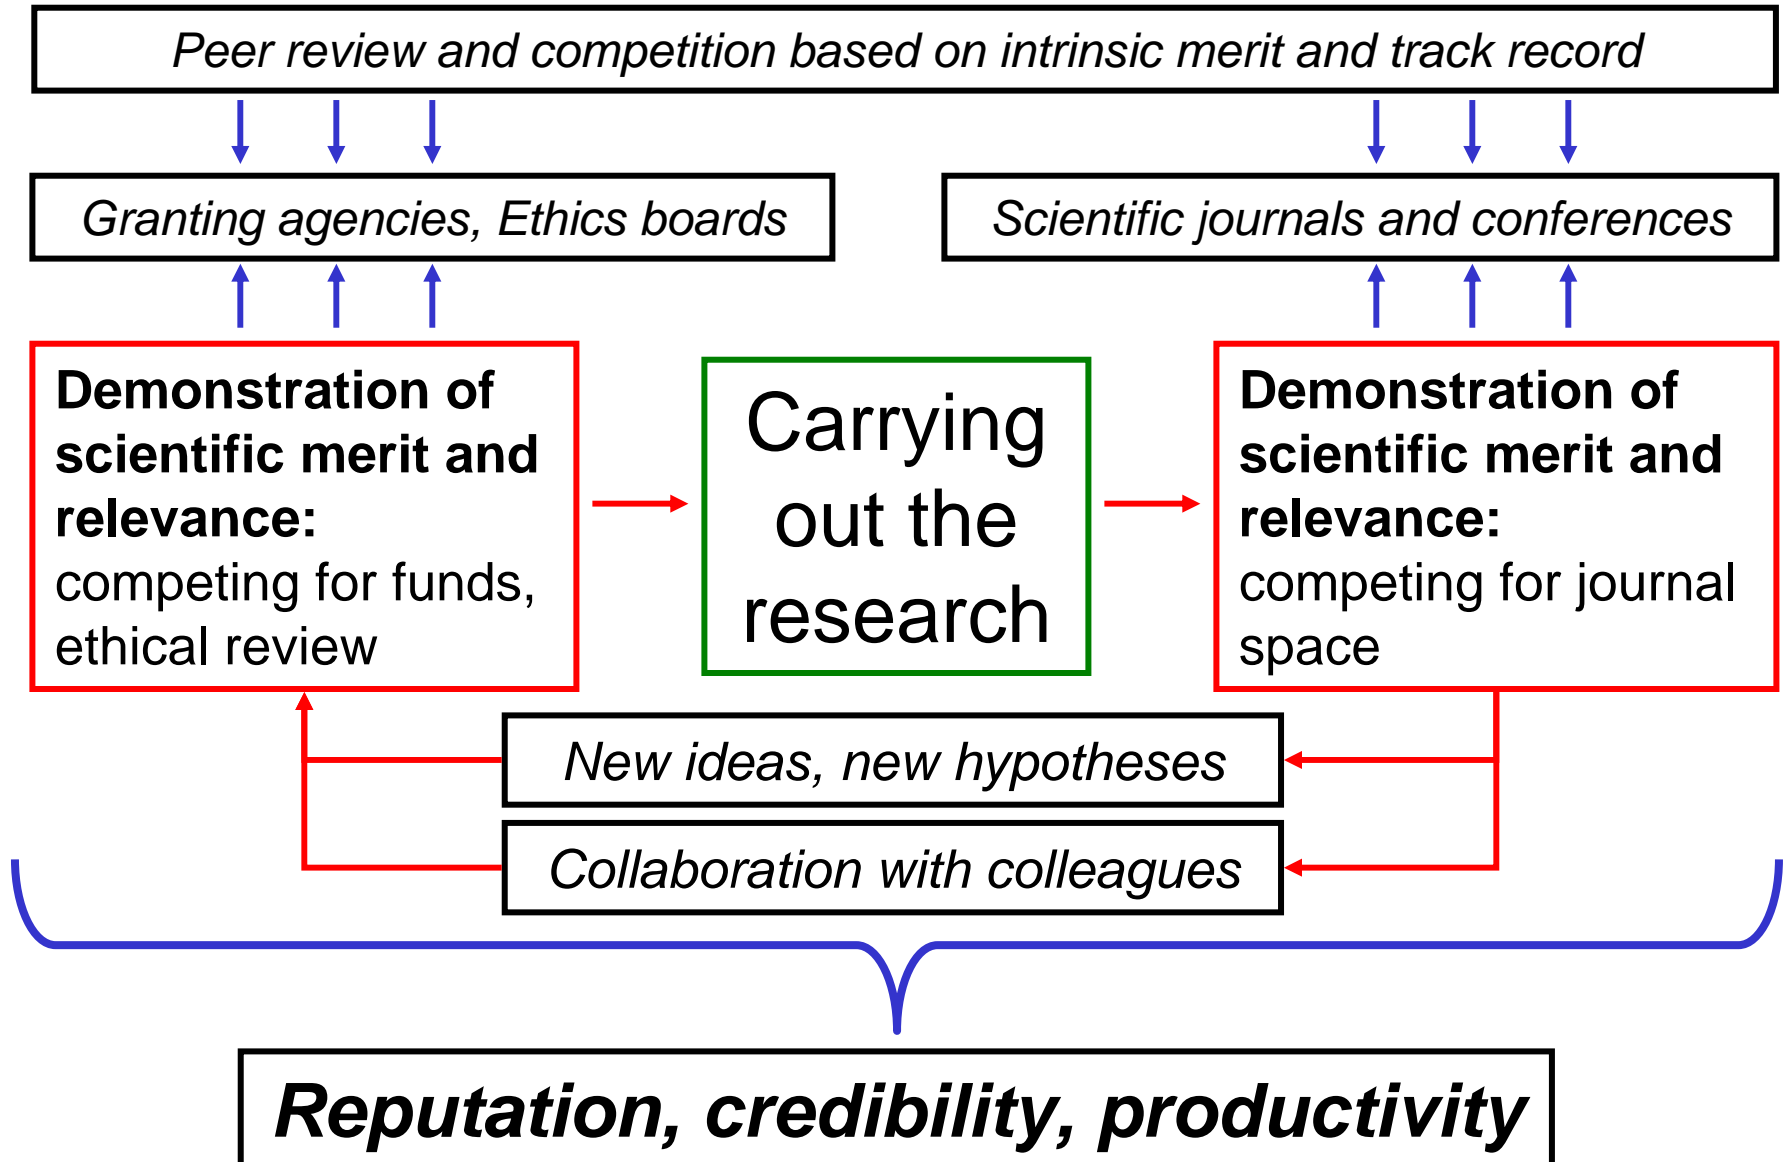 Peer review and competition based on intrinsic merit and track record
Granting agencies, Ethics boards
Scientific journals and conferences
Demonstration of
scientific merit and
relevance:
competing for funds,
ethical review
Carrying
out the
research
Demonstration of
scientific merit and
relevance:
competing for journal
space
New ideas, new hypotheses
Collaboration with colleagues
Reputation, credibility, productivity